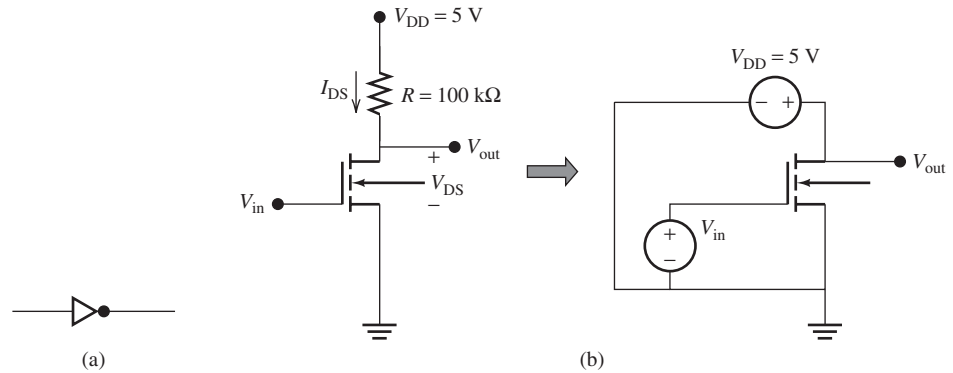 V_DD = 5 V
I_DS
R = 100 kΩ
+
V_out
V_DS
−
V_in
V_DD = 5 V
− +
V_out
+
V_in
−
(a)
(b)